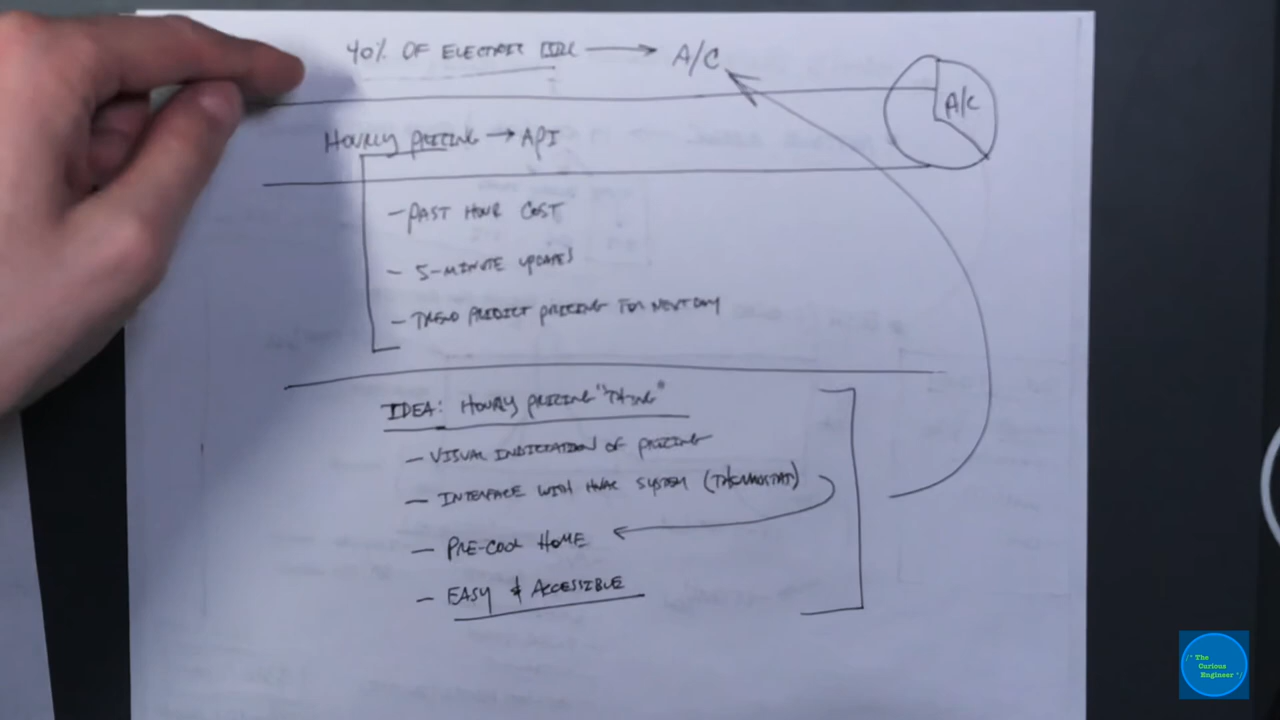 40% OF ELECTRIC BILL → A/C
A/C
HOURLY PRICING → API
- PAST HOUR COST
- 5-MINUTE UPDATES
- TREND PREDICT PRICING FOR NEXT DAY
IDEA: HOURLY PRICING "THING"
- VISUAL INDICATION OF PRICING
- INTERFACE WITH HVAC SYSTEM (THERMOSTAT)
- PRE-COOL HOME
- EASY & ACCESSIBLE
/* The
Curious
Engineer */